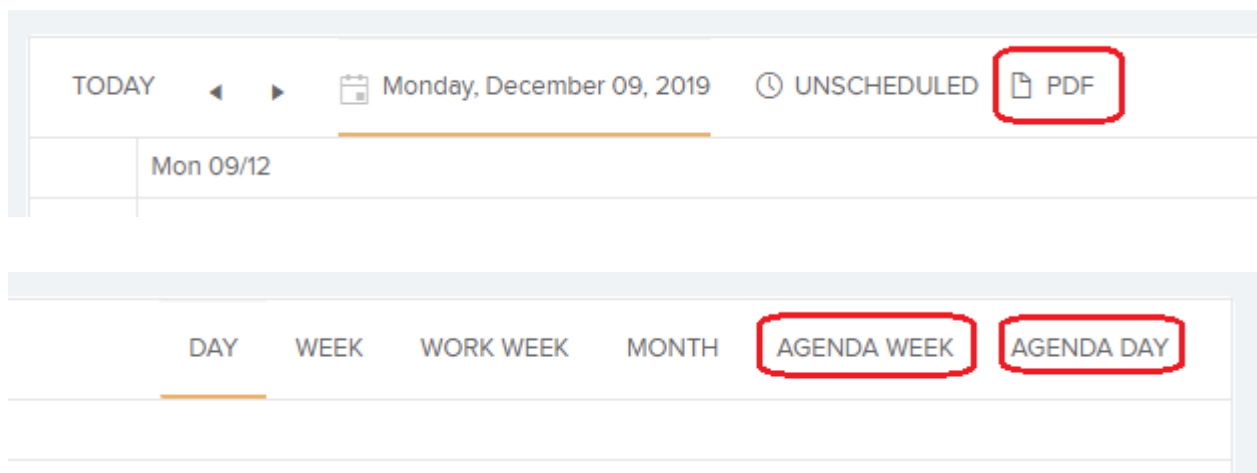 TODAY Monday, December 09, 2019 UNSCHEDULED PDF
Mon 09/12
DAY WEEK WORK WEEK MONTH AGENDA WEEK AGENDA DAY